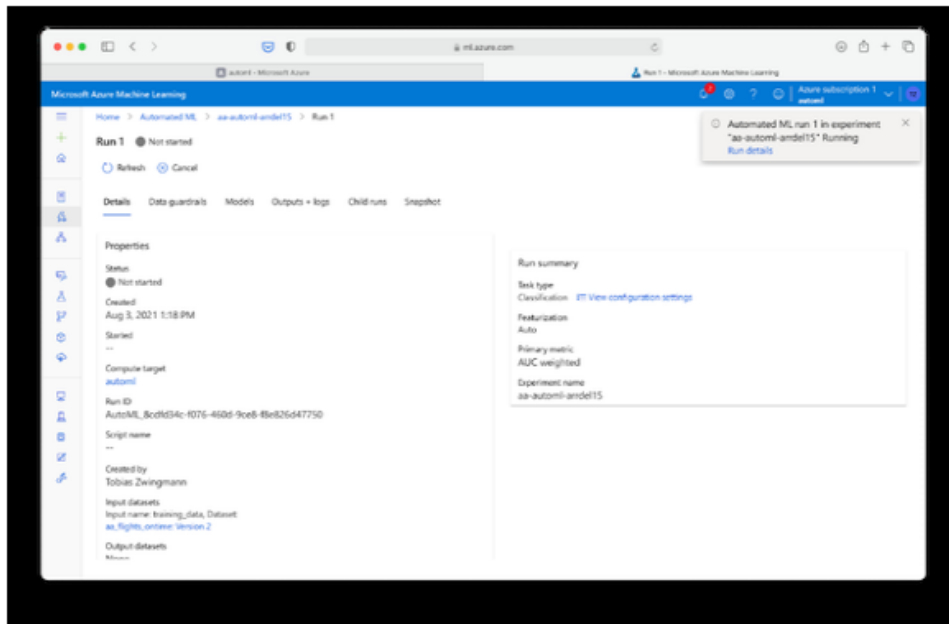 ml.azure.com
automl - Microsoft Azure
Run 1 - Microsoft Azure Machine Learning
Microsoft Azure Machine Learning
Azure subscription 1
automl
Home > Automated ML > aa-automl-arrdel15 > Run 1
Run 1 Not started
Refresh Cancel
Automated ML run 1 in experiment
"aa-automl-arrdel15" Running
Run details
Details Data guardrails Models Outputs + logs Child runs Snapshot
Properties
Status
Not started
Created
Aug 3, 2021 1:18 PM
Started
--
Compute target
automl
Run ID
Script name
--
Created by
Tobias Zwingmann
Input datasets
Input name: training_data, Dataset
aa_flights_ontime: Version 2
Output datasets
None
Run summary
Task type
Classification View configuration settings
Featurization
Auto
Primary metric
AUC weighted
Experiment name
aa-automl-arrdel15